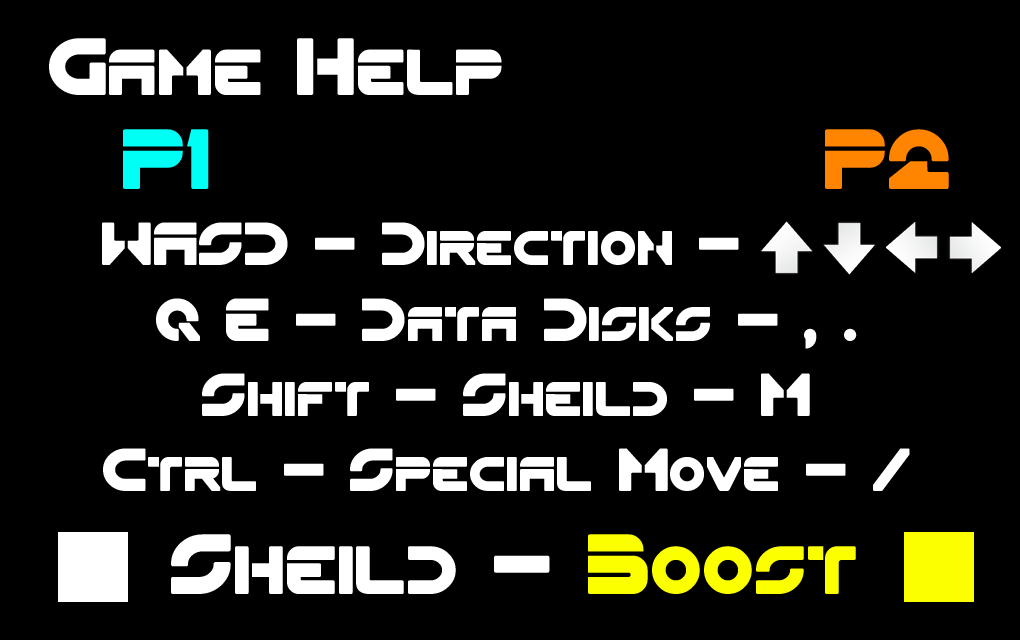 Game Help
P1 P2
WASD - Direction - ⬆⬇⬅➡
Q E - Data Disks - , .
Shift - Sheild - M
Ctrl - Special Move - /
Sheild - Boost